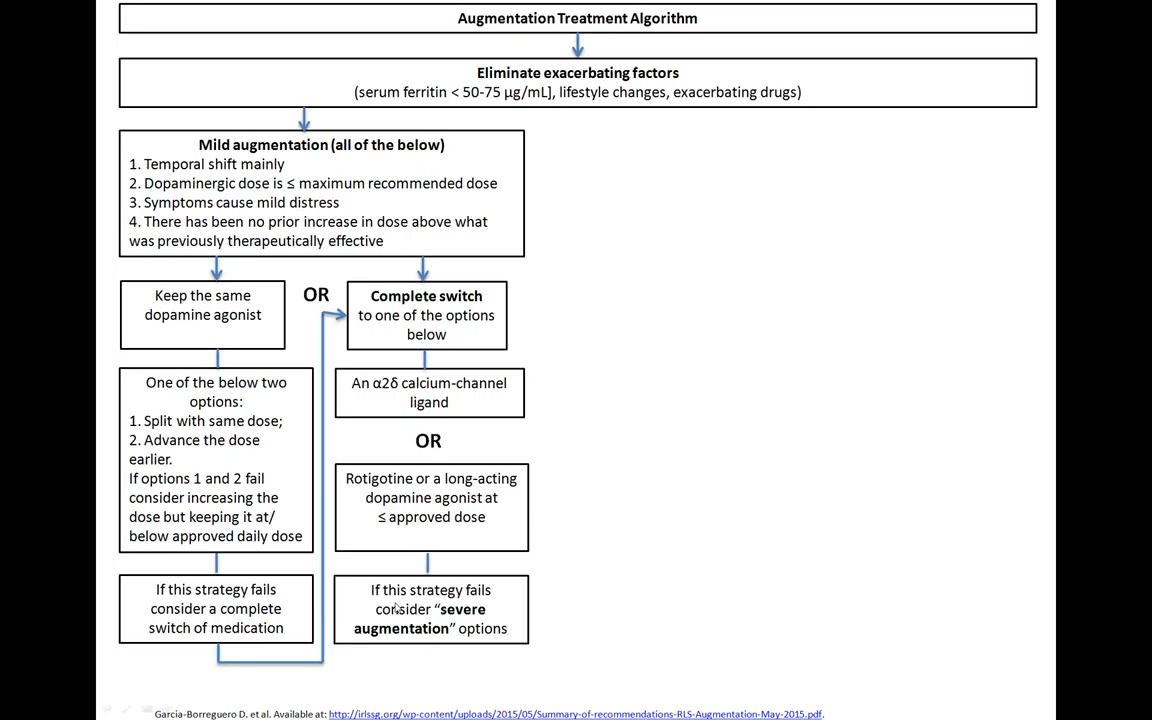 Augmentation Treatment Algorithm
Eliminate exacerbating factors
(serum ferritin < 50-75 µg/mL], lifestyle changes, exacerbating drugs)
Mild augmentation (all of the below)
1. Temporal shift mainly
2. Dopaminergic dose is ≤ maximum recommended dose
3. Symptoms cause mild distress
4. There has been no prior increase in dose above what
was previously therapeutically effective
Keep the same
dopamine agonist
OR
Complete switch
to one of the options
below
One of the below two
options:
1. Split with same dose;
2. Advance the dose
earlier.
If options 1 and 2 fail
consider increasing the
dose but keeping it at/
below approved daily dose
An α2δ calcium-channel
ligand
OR
Rotigotine or a long-acting
dopamine agonist at
≤ approved dose
If this strategy fails
consider a complete
switch of medication
If this strategy fails
consider “severe
augmentation” options
Garcia-Borreguero D. et al. Available at: http://irlssg.org/wp-content/uploads/2015/05/Summary-of-recommendations-RLS-Augmentation-May-2015.pdf.